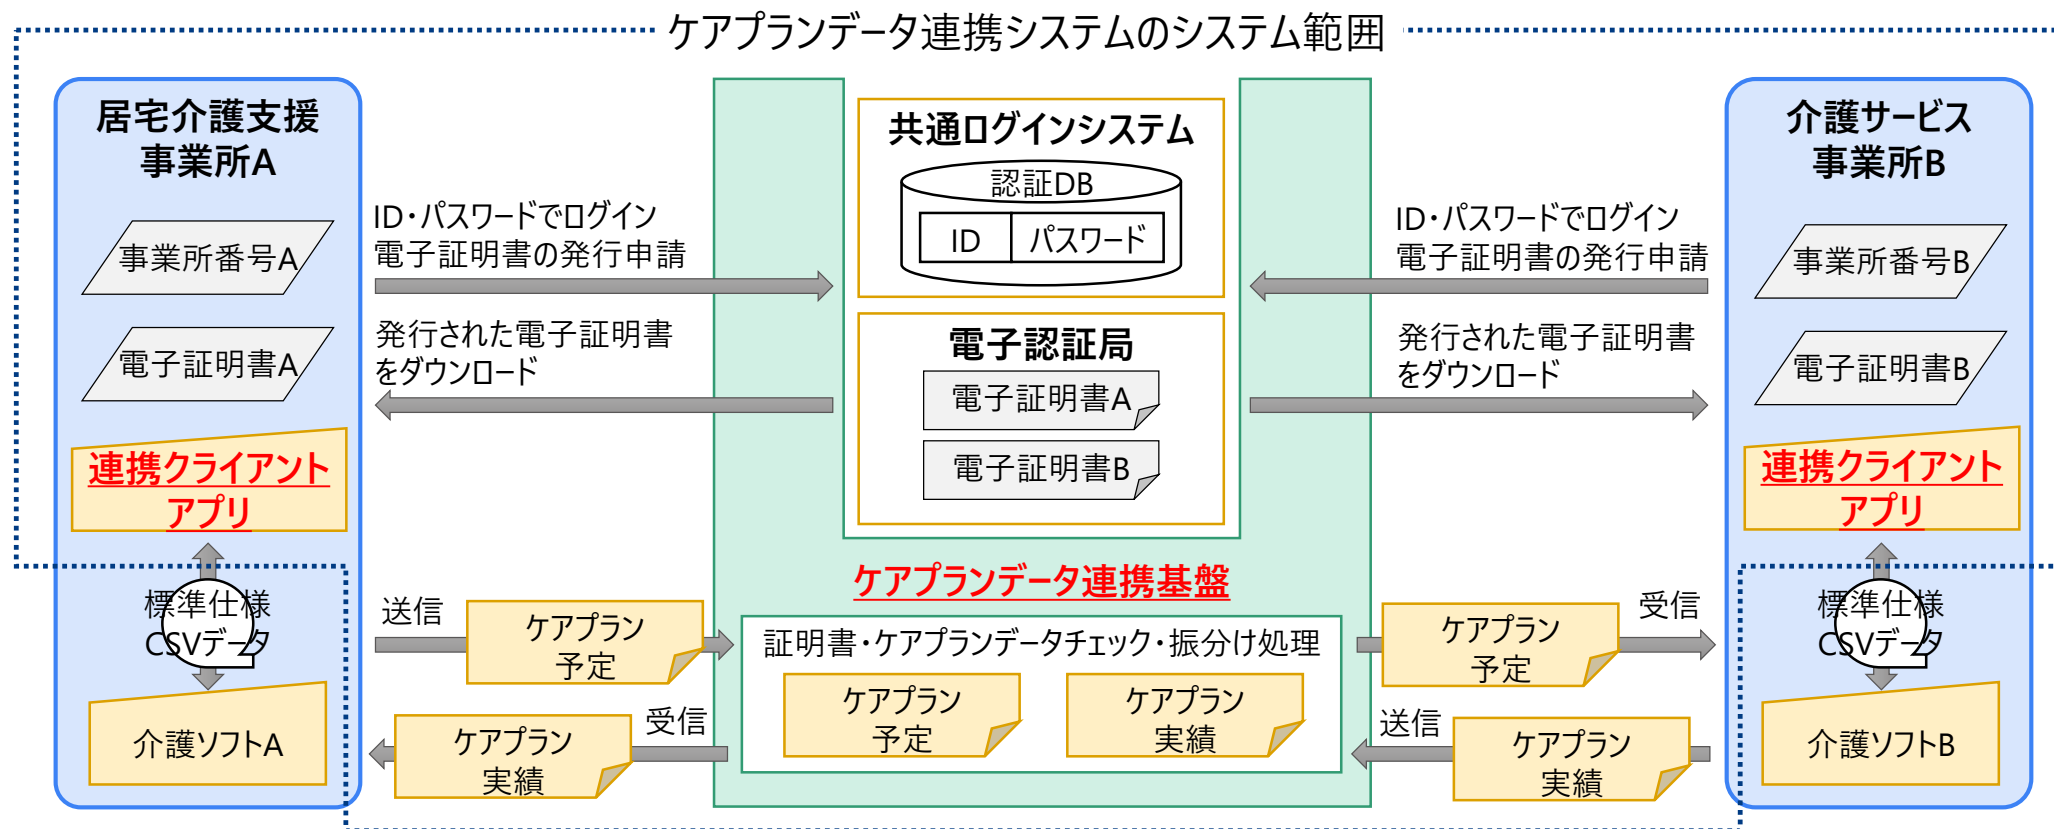 ケアプランデータ連携システムのシステム範囲
居宅介護支援
事業所A
事業所番号A
電子証明書A
連携クライアント
アプリ
標準仕様
CSVデータ
介護ソフトA
ID・パスワードでログイン
電子証明書の発行申請
発行された電子証明書
をダウンロード
送信
ケアプラン
予定
受信
ケアプラン
実績
共通ログインシステム
認証DB
ID
パスワード
電子認証局
電子証明書A
電子証明書B
ケアプランデータ連携基盤
証明書・ケアプランデータチェック・振分け処理
ケアプラン
予定
ケアプラン
実績
ID・パスワードでログイン
電子証明書の発行申請
発行された電子証明書
をダウンロード
ケアプラン
予定
受信
送信
ケアプラン
実績
介護サービス
事業所B
事業所番号B
電子証明書B
連携クライアント
アプリ
標準仕様
CSVデータ
介護ソフトB